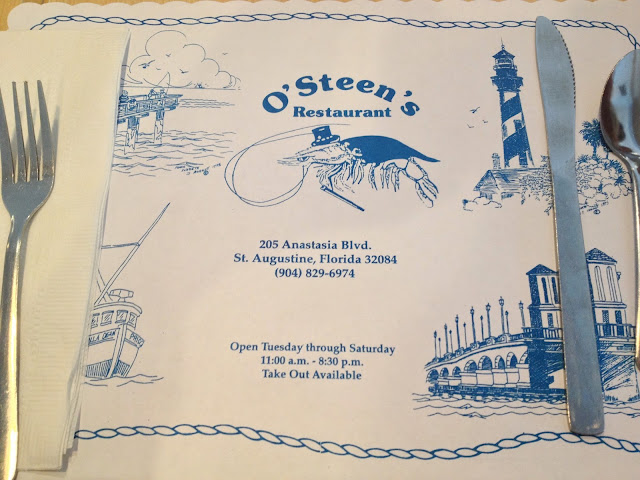 O'Steen's
Restaurant
205 Anastasia Blvd.
St. Augustine, Florida 32084
(904) 829-6974
Open Tuesday through Saturday
11:00 a.m. - 8:30 p.m.
Take Out Available